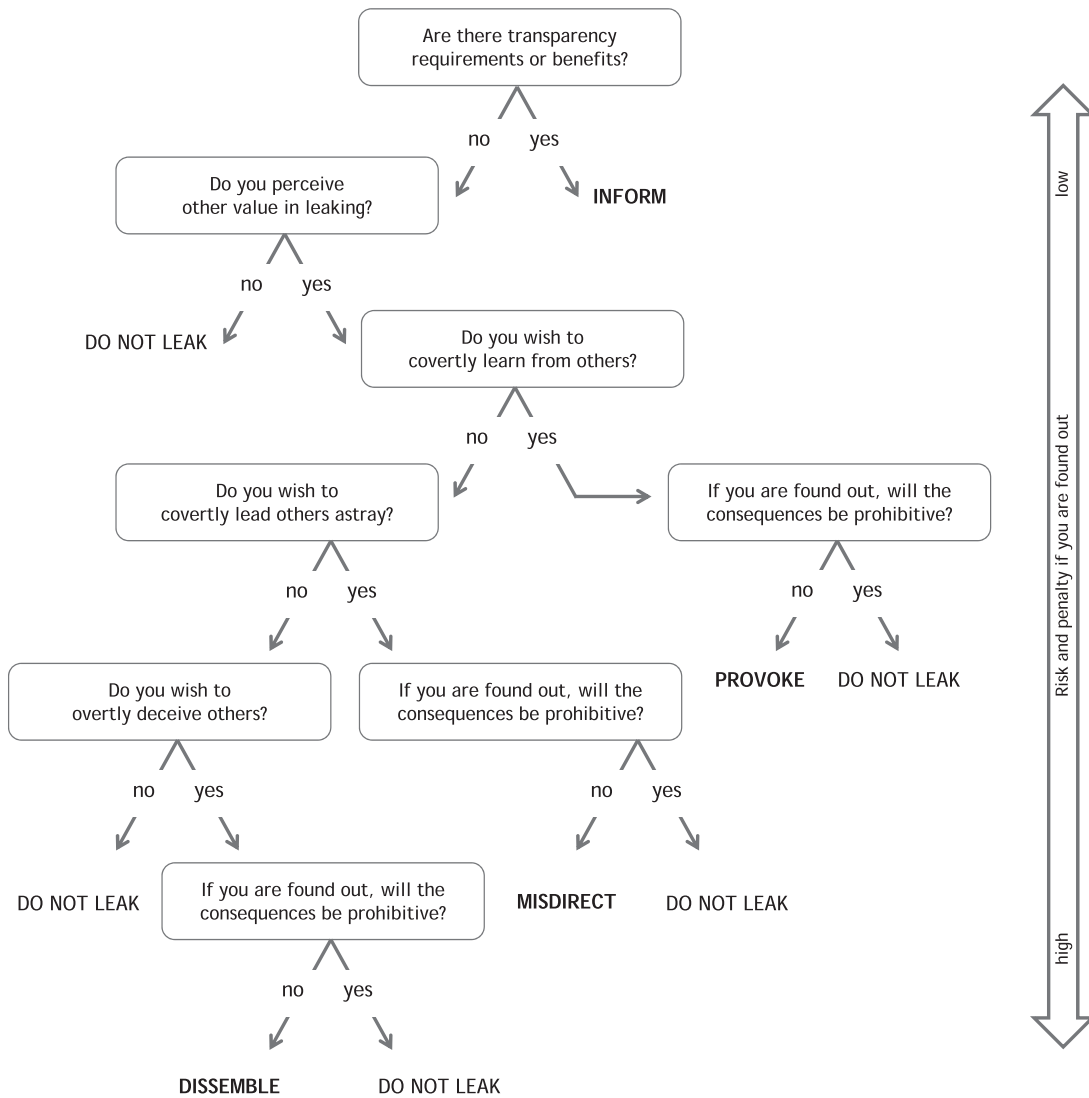 Are there transparency
requirements or benefits?
no
yes
Do you perceive
other value in leaking?
INFORM
low
no
yes
DO NOT LEAK
Do you wish to
covertly learn from others?
no
yes
Do you wish to
covertly lead others astray?
If you are found out, will the
consequences be prohibitive?
Risk and penalty if you are found out
no
yes
no
yes
Do you wish to
overtly deceive others?
If you are found out, will the
consequences be prohibitive?
PROVOKE
DO NOT LEAK
no
yes
no
yes
DO NOT LEAK
If you are found out, will the
consequences be prohibitive?
MISDIRECT
DO NOT LEAK
high
no
yes
DISSEMBLE
DO NOT LEAK